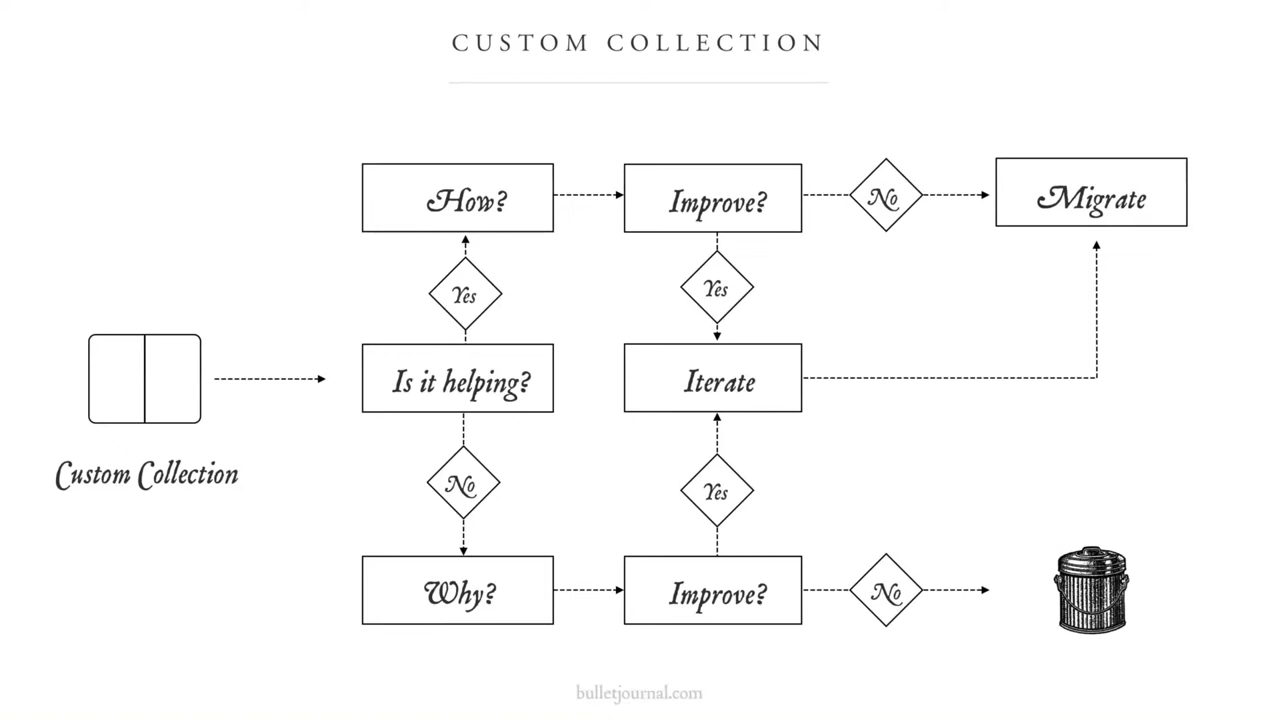 CUSTOM COLLECTION
How?
Improve?
No
Migrate
Yes
Yes
Is it helping?
Iterate
Custom Collection
No
Yes
Why?
Improve?
No
bulletjournal.com